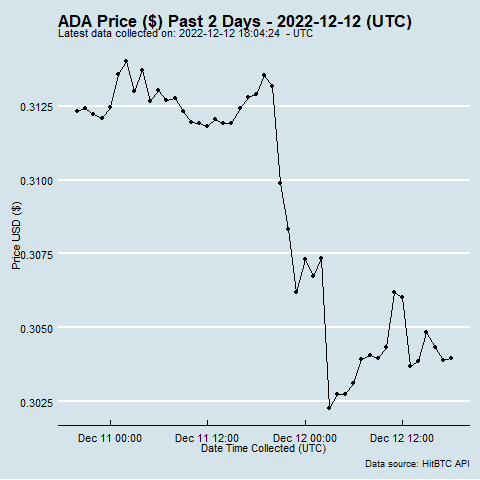 ADA Price ($) Past 2 Days - 2022-12-12 (UTC)
Latest data collected on: 2022-12-12 18:04:24 - UTC
Price USD ($)
0.3125
0.3100
0.3075
0.3050
0.3025
Dec 11 00:00
Dec 11 12:00
Dec 12 00:00
Dec 12 12:00
Date Time Collected (UTC)
Data source: HitBTC API